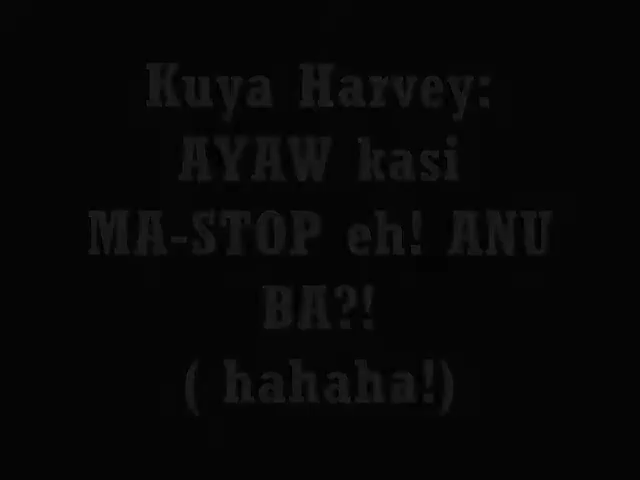 Kuya Harvey:
AYAW kasi
MA-STOP eh! ANU
BA?!
( hahaha!)